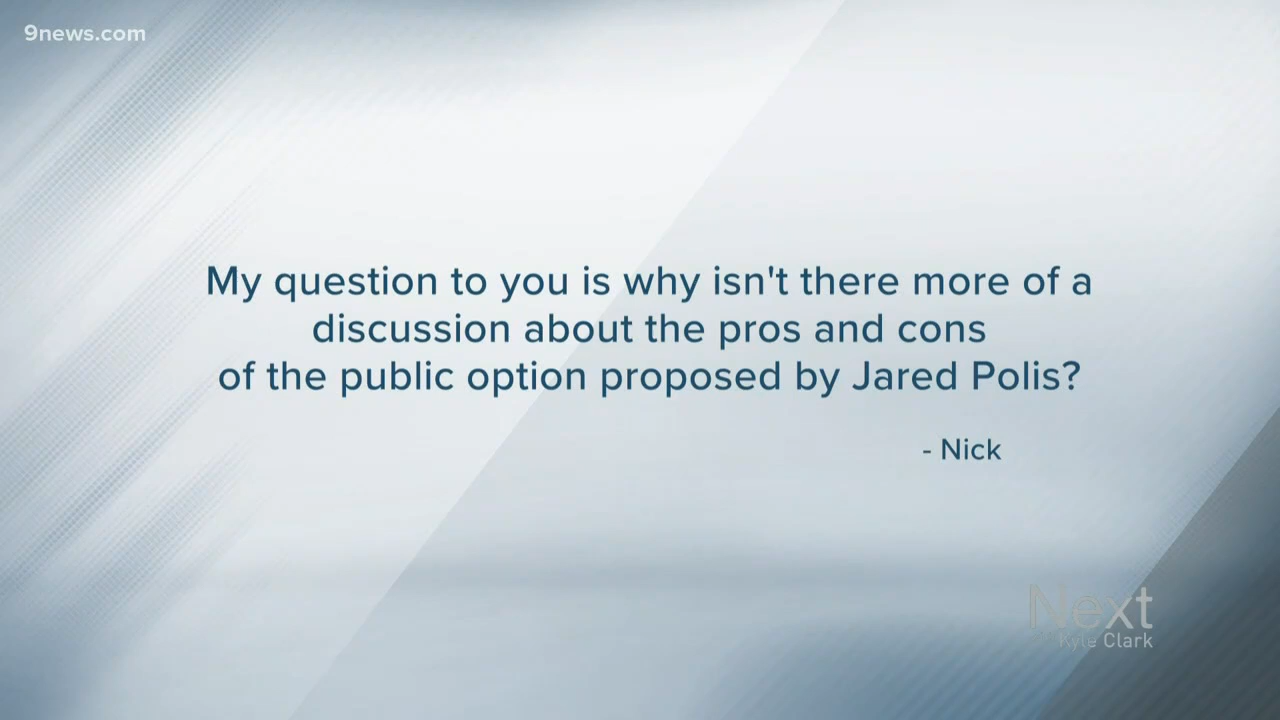 9news.com
My question to you is why isn't there more of a
discussion about the pros and cons
of the public option proposed by Jared Polis?
- Nick
Next
Kyle Clark